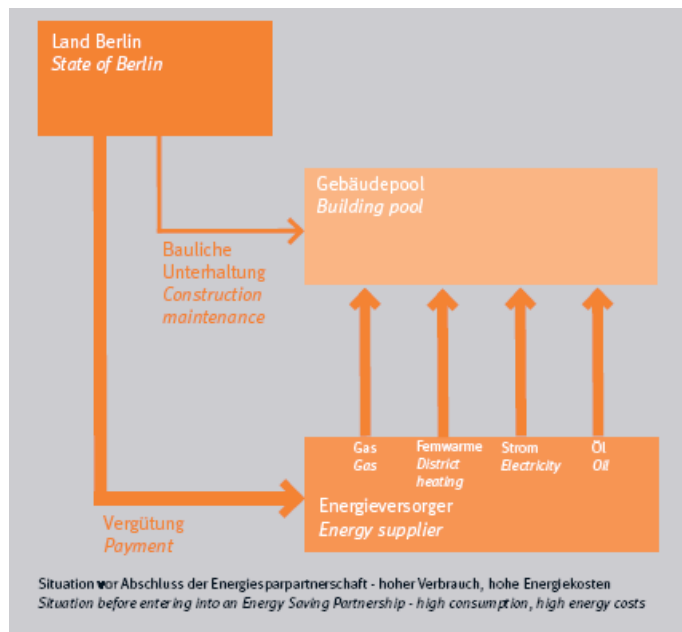 Land Berlin
State of Berlin
Gebäudepool
Building pool
Bauliche
Unterhaltung
Construction
maintenance
Gas
Gas
Fernwarme
District
heating
Strom
Electricity
Öl
Oil
Energieversorger
Energy supplier
Vergütung
Payment
Situation vor Abschluss der Energiesparpartnerschaft - hoher Verbrauch, hohe Energiekosten
Situation before entering into an Energy Saving Partnership - high consumption, high energy costs